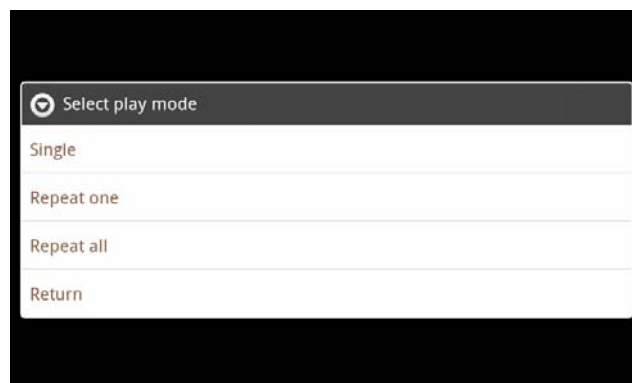 Select play mode
Single
Repeat one
Repeat all
Return